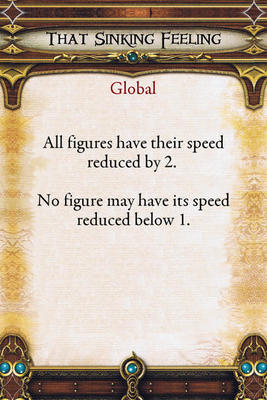 That Sinking Feeling
Global
All figures have their speed
reduced by 2.
No figure may have its speed
reduced below 1.